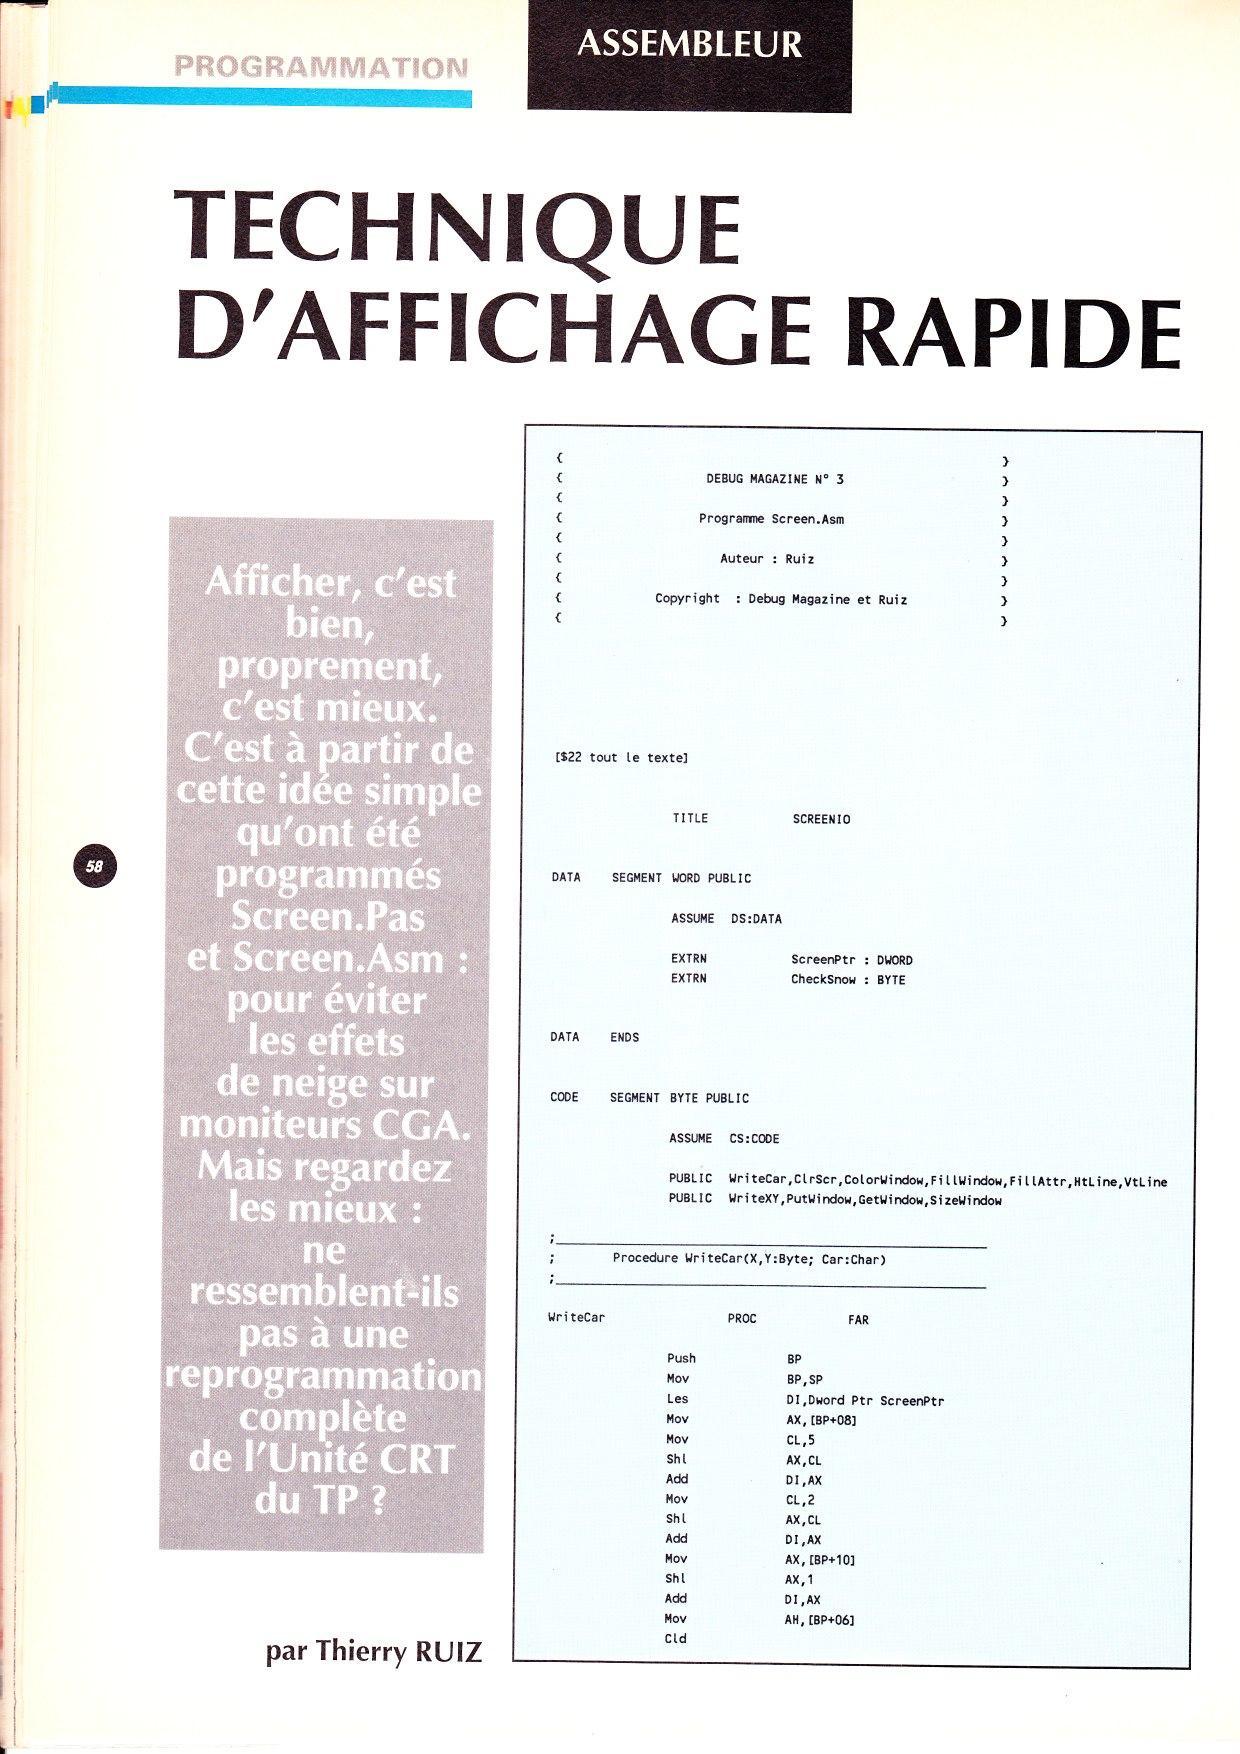 PROGRAMMATION
ASSEMBLEUR
TECHNIQUE
D'AFFICHAGE RAPIDE
Afficher, c'est
bien,
proprement,
c'est mieux.
C'est à partir de
cette idée simple
qu'ont été
programmés
Screen.Pas
et Screen.Asm :
pour éviter
les effets
de neige sur
moniteurs CGA.
Mais regardez
les mieux :
ne
ressemblent-ils
pas à une
reprogrammation
complète
de l'Unité CRT
du TP ?
par Thierry RUIZ
58
{ }
{ DEBUG MAGAZINE N° 3 }
{ }
{ Programme Screen.Asm }
{ }
{ Auteur : Ruiz }
{ }
{ Copyright : Debug Magazine et Ruiz }
{ }
[$22 tout le texte]
TITLE SCREENIO
DATA SEGMENT WORD PUBLIC
ASSUME DS:DATA
EXTRN ScreenPtr : DWORD
EXTRN CheckSnow : BYTE
DATA ENDS
CODE SEGMENT BYTE PUBLIC
ASSUME CS:CODE
PUBLIC WriteCar,ClrScr,ColorWindow,FillWindow,FillAttr,HtLine,VtLine
PUBLIC WriteXY,PutWindow,GetWindow,SizeWindow
;____________________________________________________________
; Procedure WriteCar(X,Y:Byte; Car:Char)
;____________________________________________________________
WriteCar PROC FAR
Push BP
Mov BP,SP
Les DI,Dword Ptr ScreenPtr
Mov AX,[BP+08]
Mov CL,5
Shl AX,CL
Add DI,AX
Mov CL,2
Shl AX,CL
Add DI,AX
Mov AX,[BP+10]
Shl AX,1
Add DI,AX
Mov AH,[BP+06]
Cld